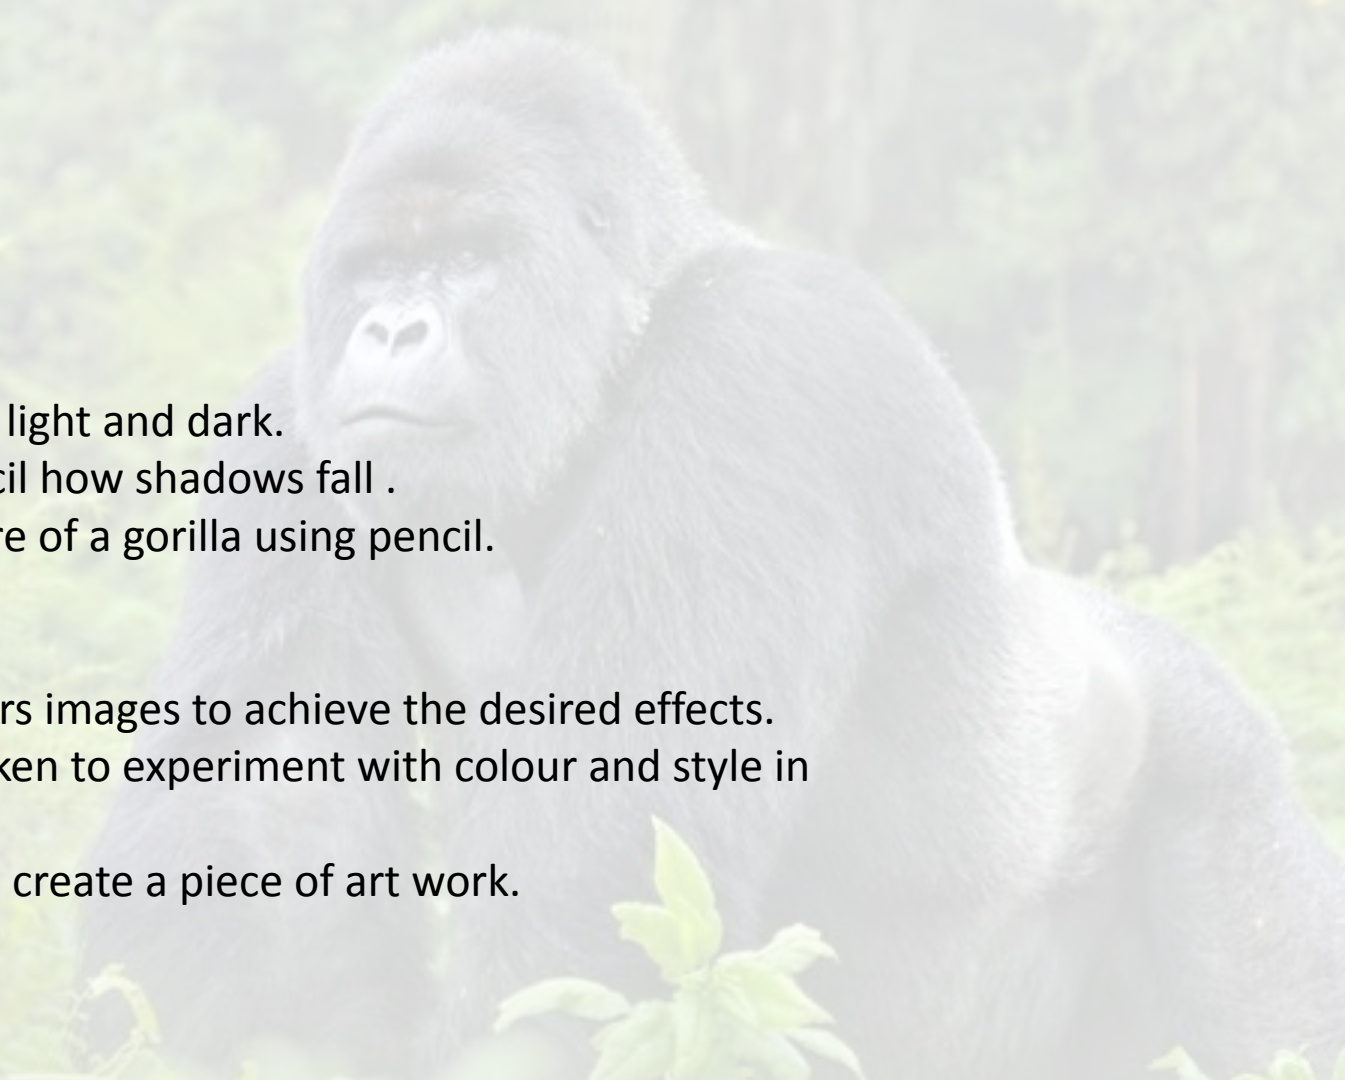 light and dark.
cil how shadows fall .
re of a gorilla using pencil.
rs images to achieve the desired effects.
ken to experiment with colour and style in
create a piece of art work.